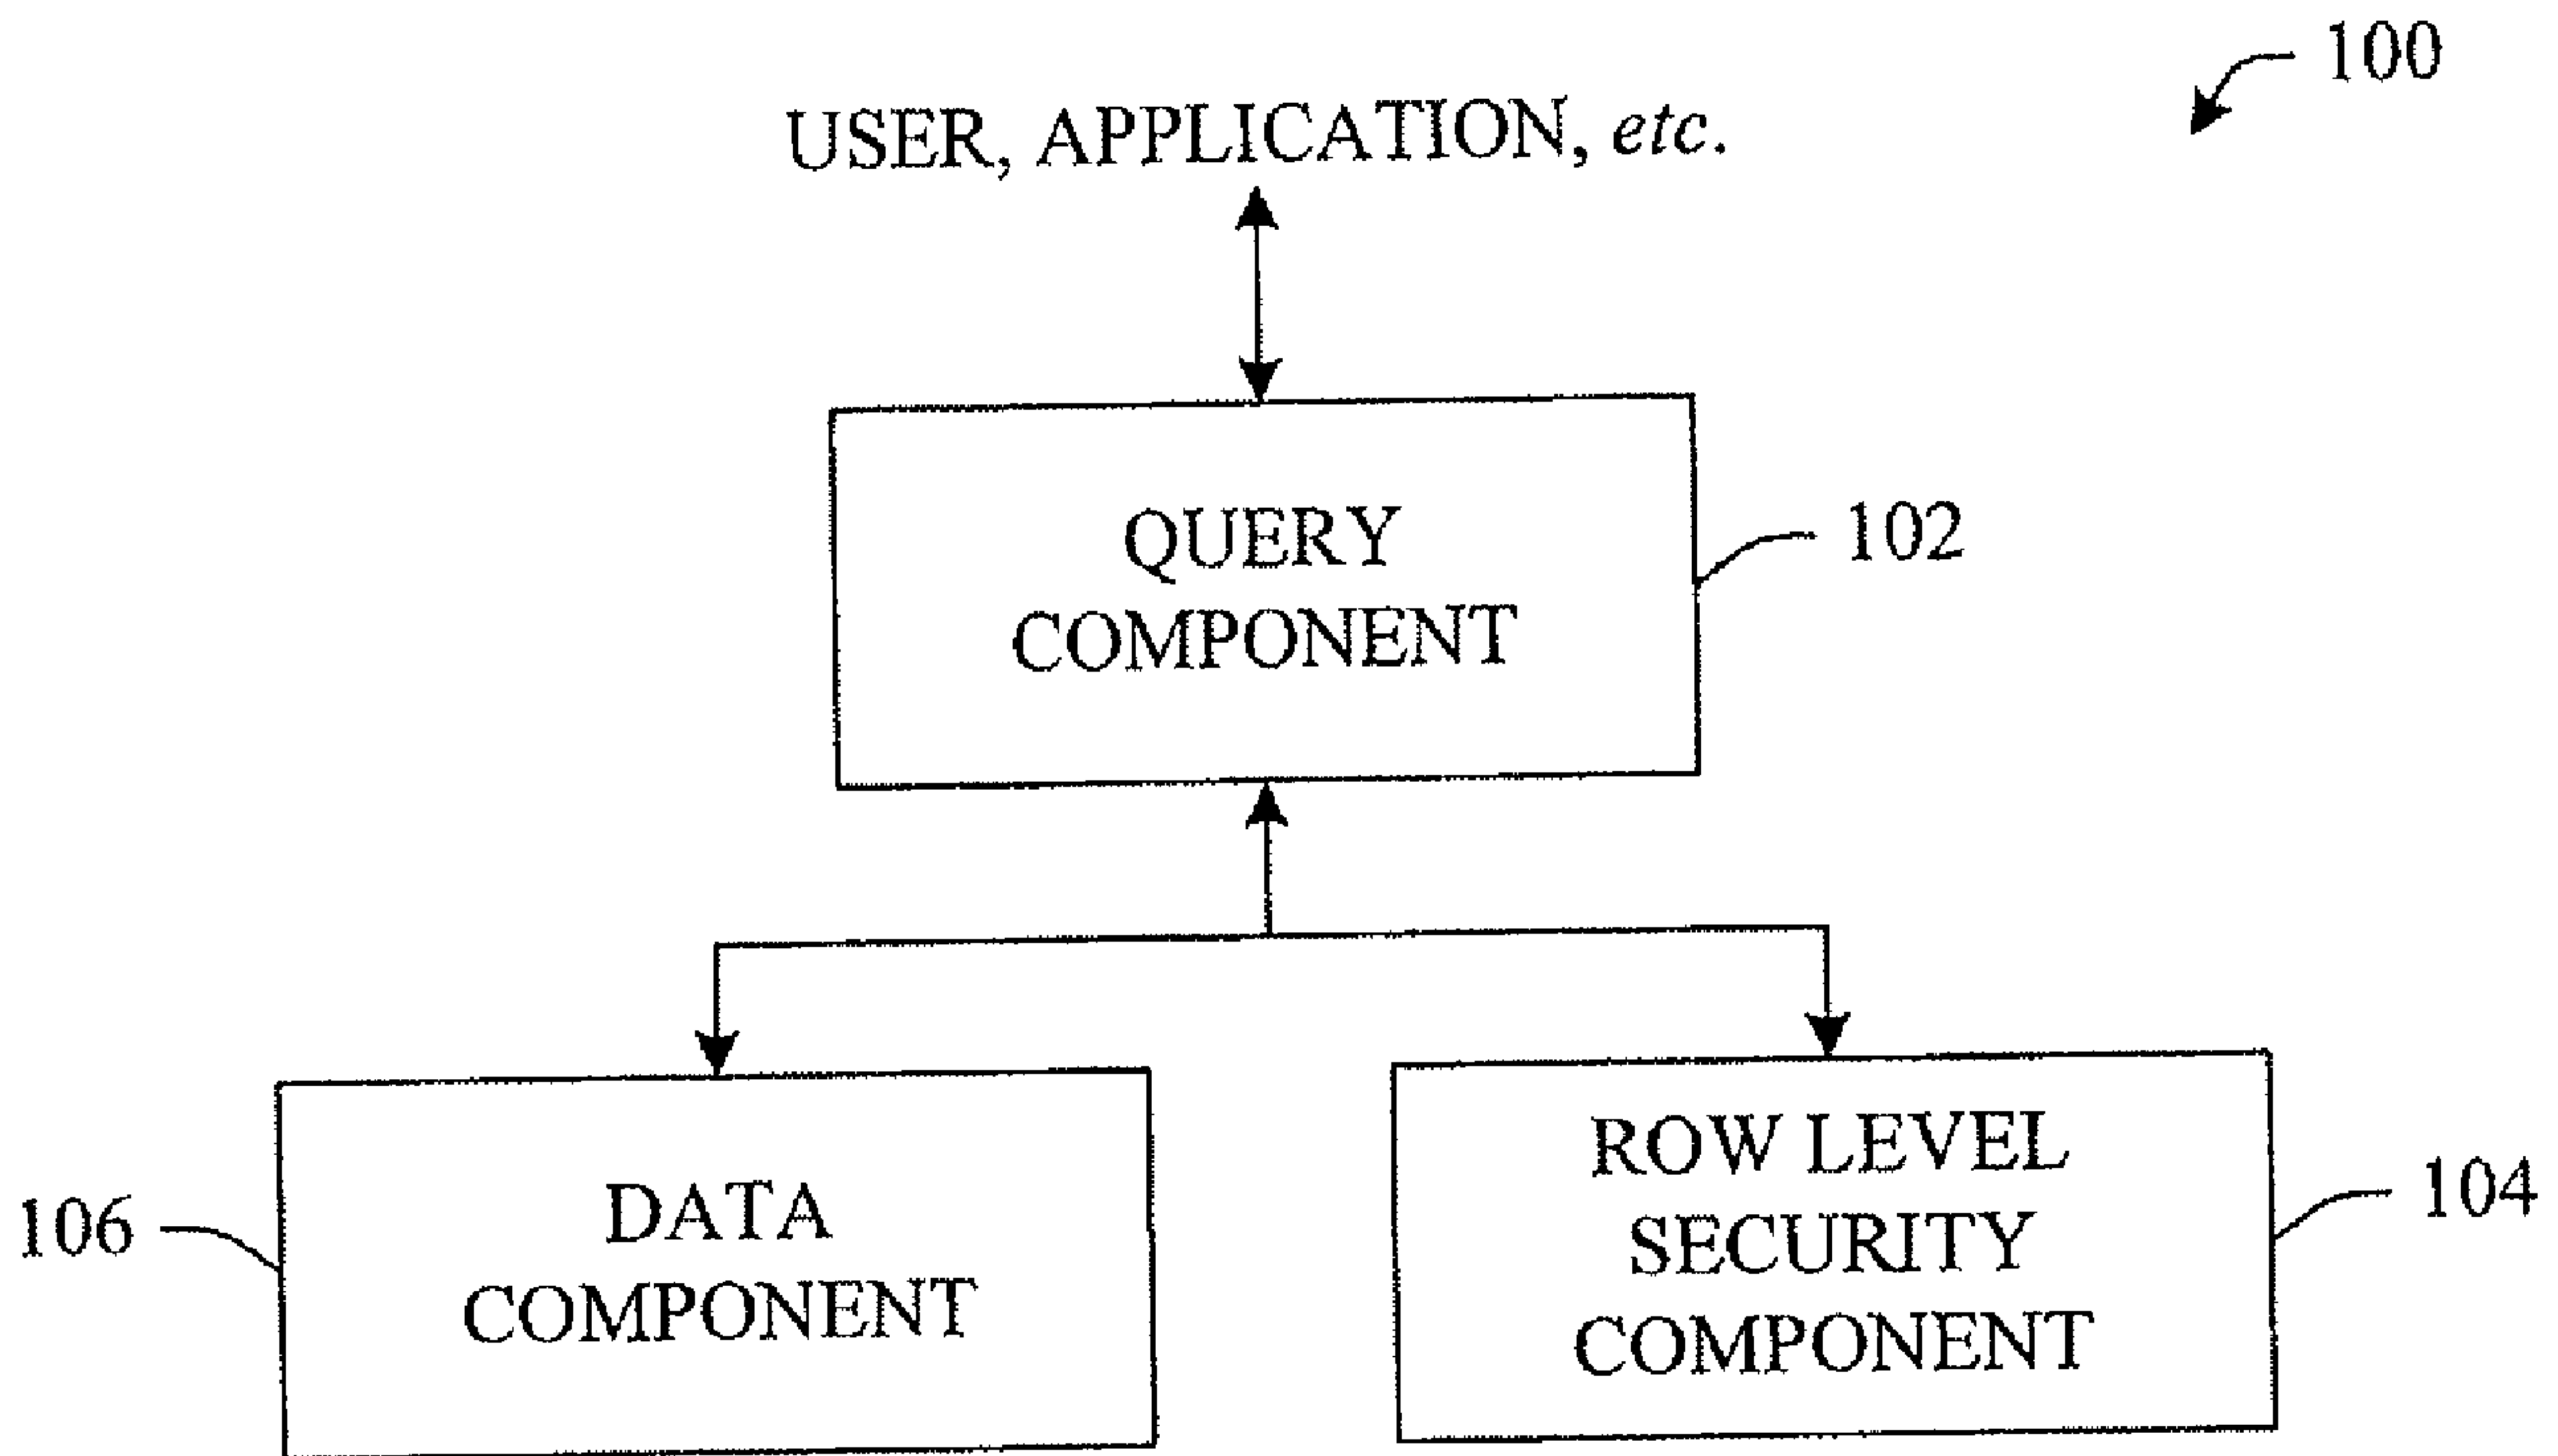 100
USER, APPLICATION, etc.
QUERY
COMPONENT
102
106
DATA
COMPONENT
ROW LEVEL
SECURITY
COMPONENT
104